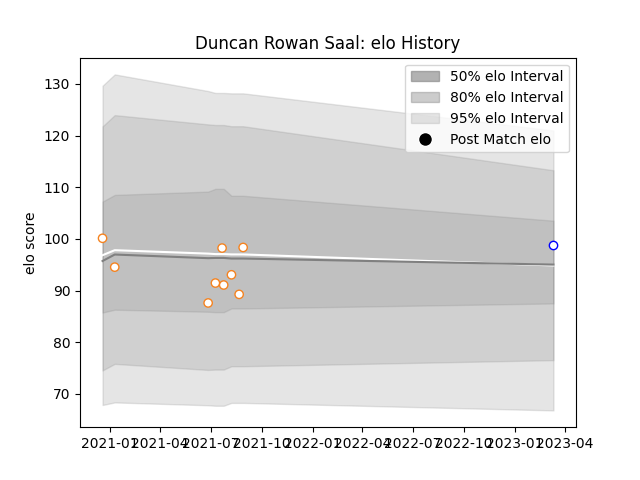 Duncan Rowan Saal: elo History
50% elo Interval
80% elo Interval
95% elo Interval
Post Match elo
elo score
130
120
110
100
90
80
70
2021-01 2021-04 2021-07 2021-10 2022-01 2022-04 2022-07 2022-10 2023-01 2023-04